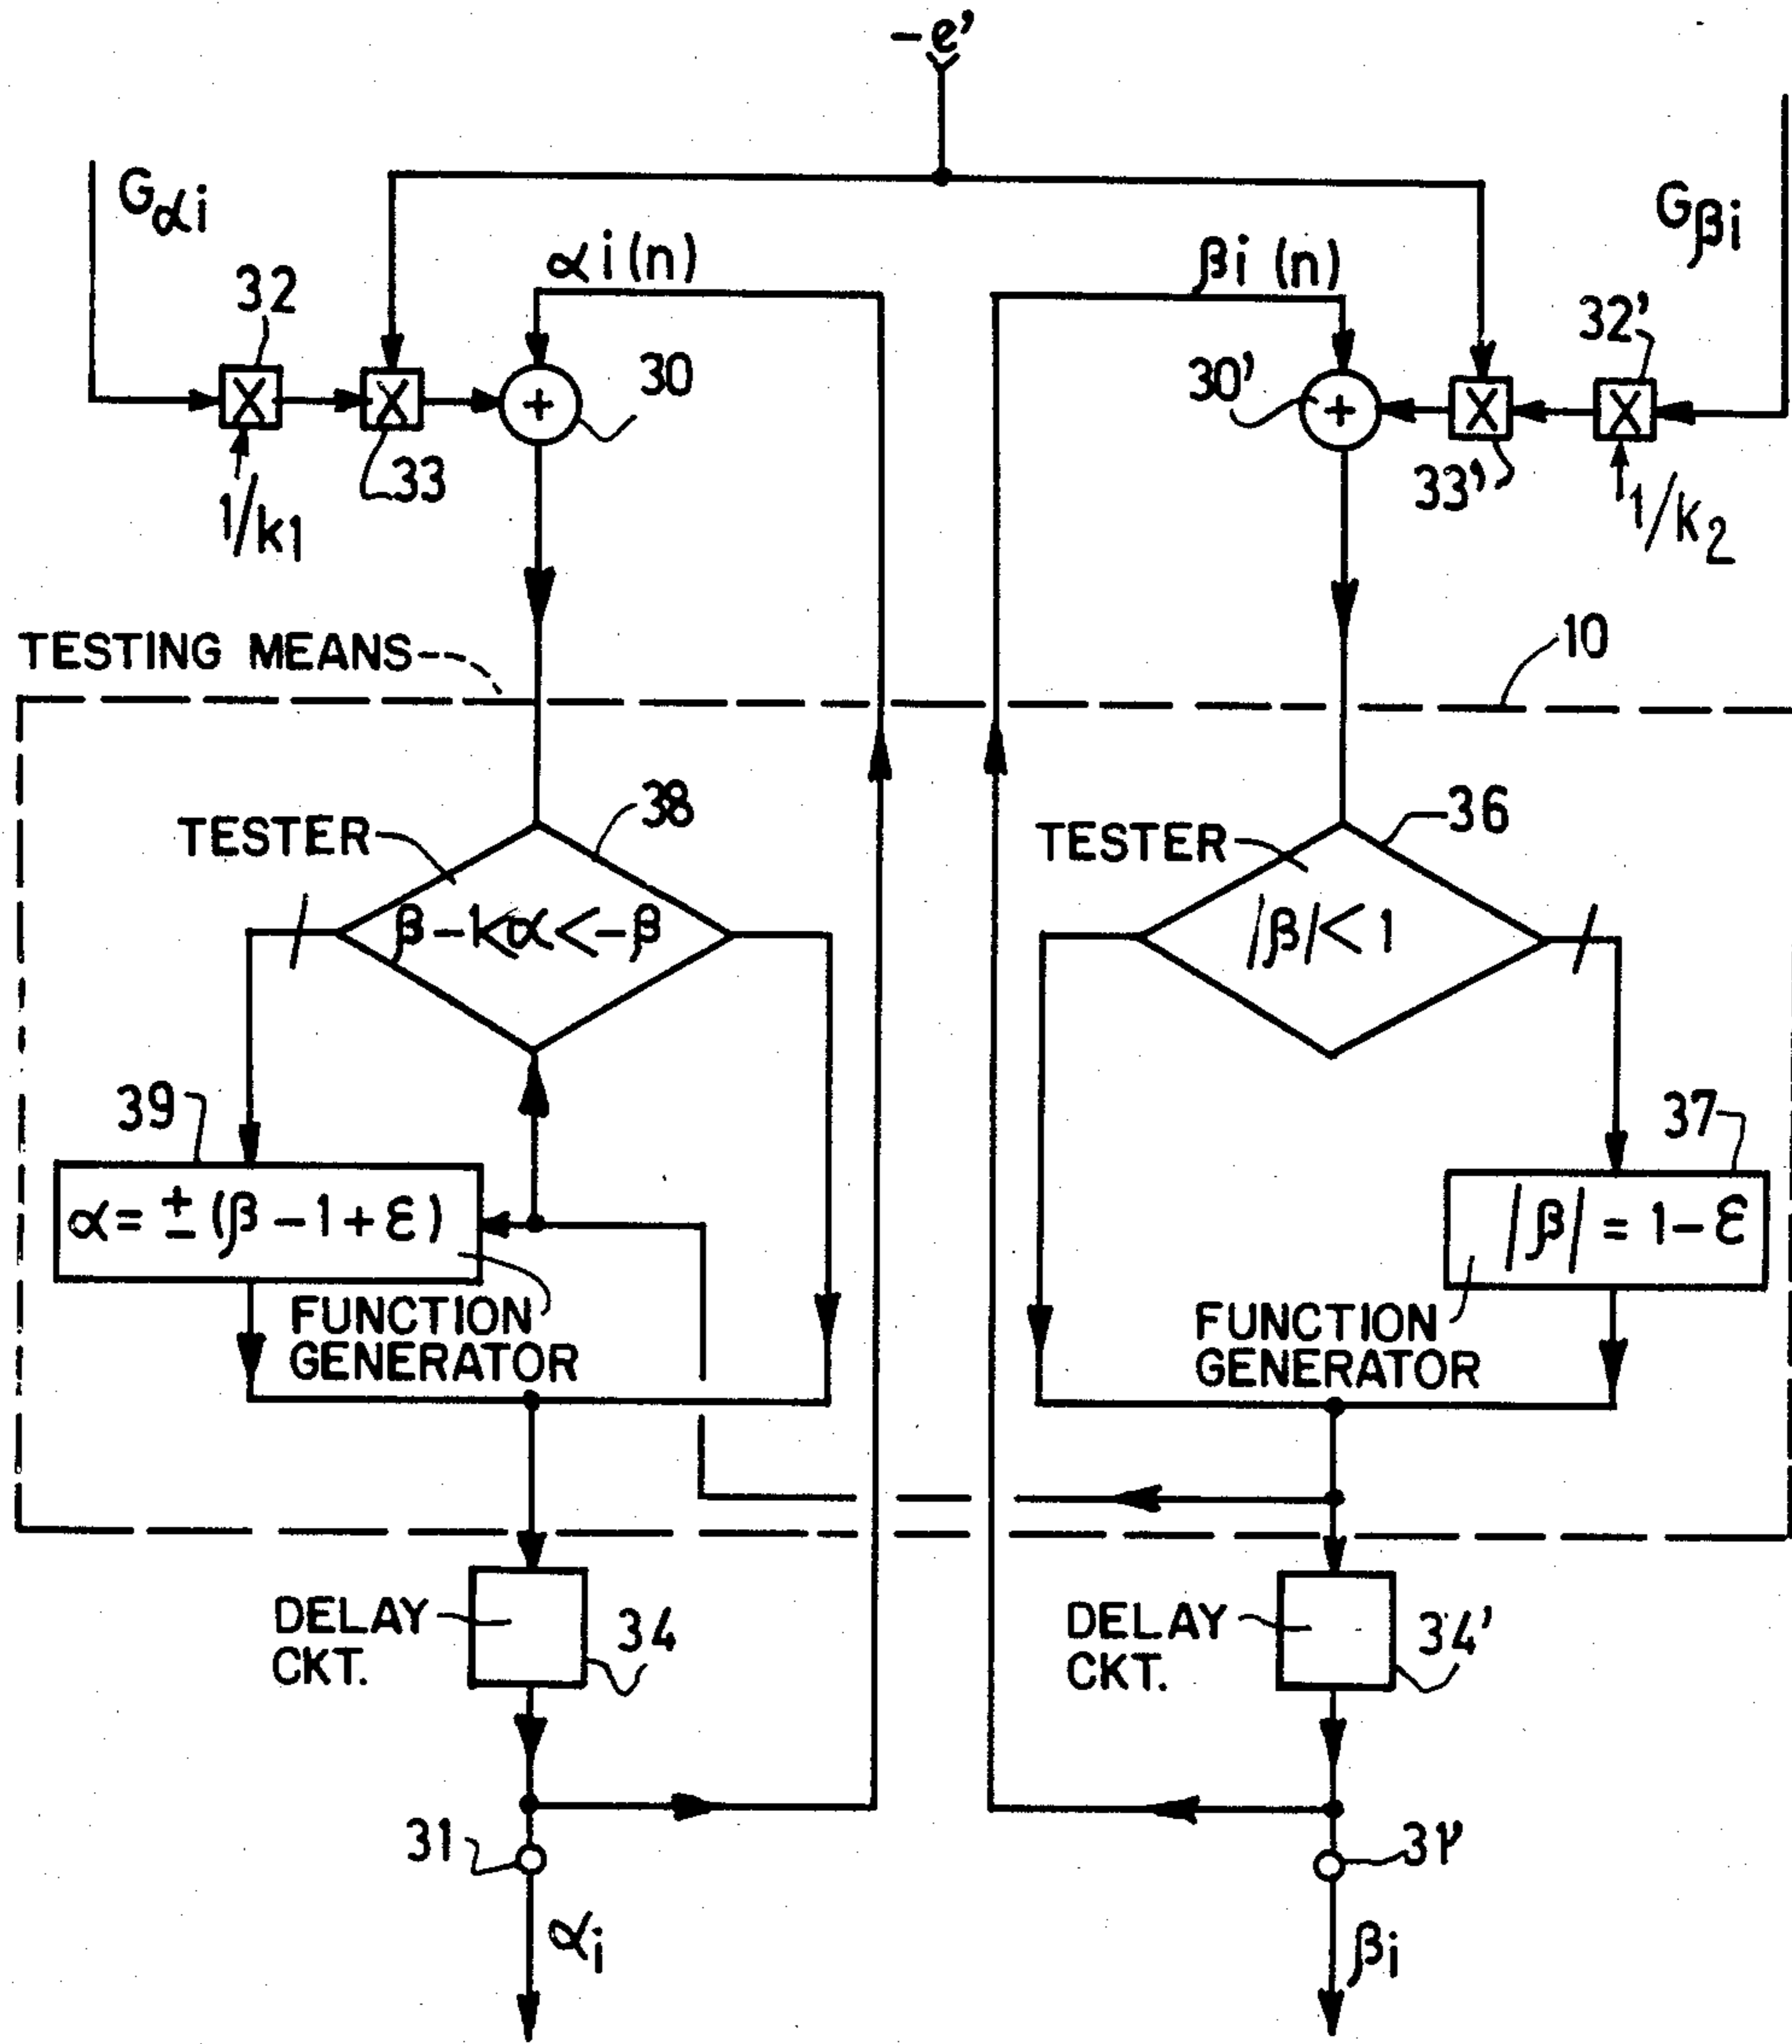 -e'
Gαi
Gβi
αi(n)
βi(n)
32
32'
30
30'
33
33'
1/k1
1/k2
TESTING MEANS
10
TESTER
38
TESTER
36
β-1<α<-β
|β|<1
39
37
α=±(β-1+ε)
|β|=1-ε
FUNCTION
GENERATOR
FUNCTION
GENERATOR
DELAY
CKT.
34
DELAY
CKT.
34'
31
31'
αi
βi